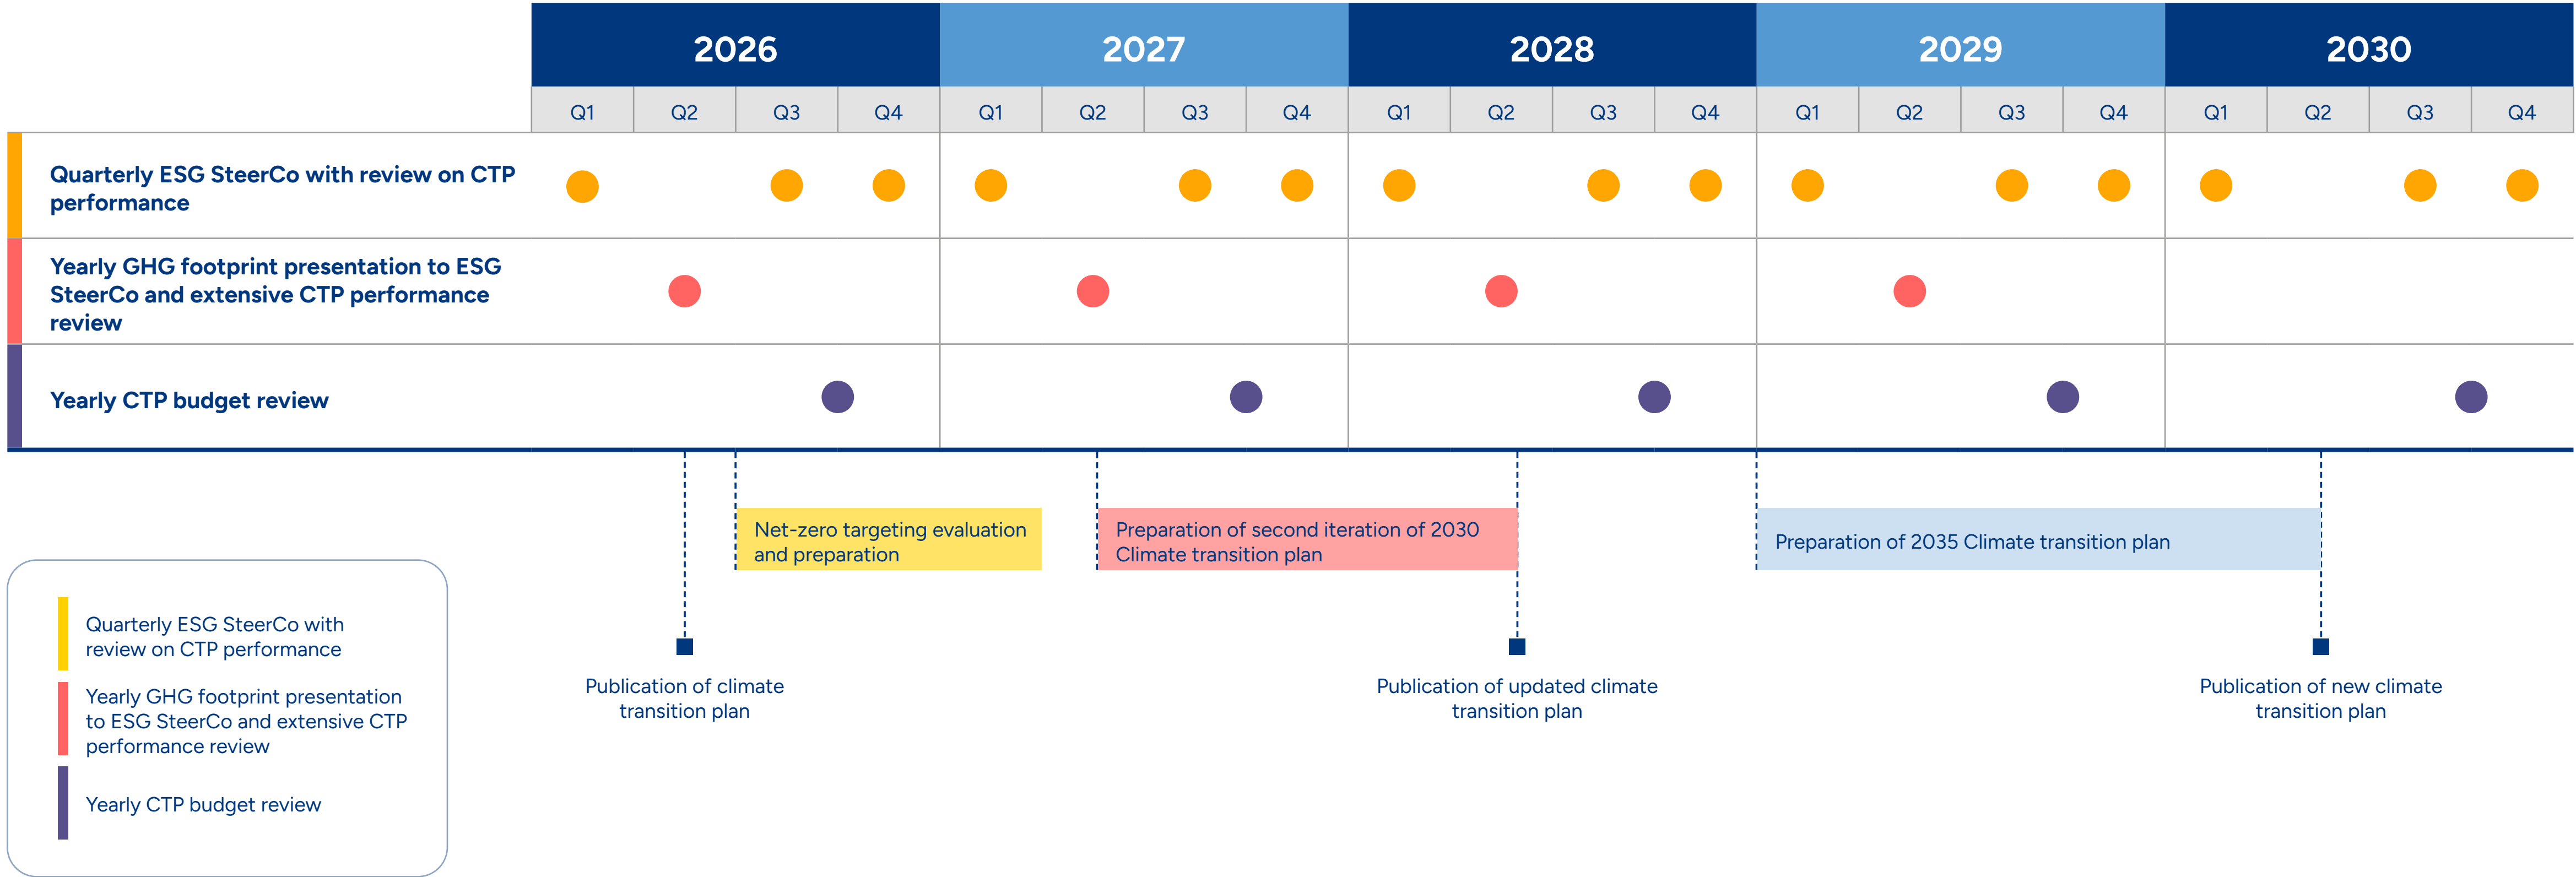 2026 2027 2028 2029 2030
Q1 Q2 Q3 Q4 Q1 Q2 Q3 Q4 Q1 Q2 Q3 Q4 Q1 Q2 Q3 Q4 Q1 Q2 Q3 Q4
Quarterly ESG SteerCo with review on CTP
performance
Yearly GHG footprint presentation to ESG
SteerCo and extensive CTP performance
review
Yearly CTP budget review
Net-zero targeting evaluation
and preparation
Preparation of second iteration of 2030
Climate transition plan
Preparation of 2035 Climate transition plan
Publication of climate
transition plan
Publication of updated climate
transition plan
Publication of new climate
transition plan
Quarterly ESG SteerCo with
review on CTP performance
Yearly GHG footprint presentation
to ESG SteerCo and extensive CTP
performance review
Yearly CTP budget review